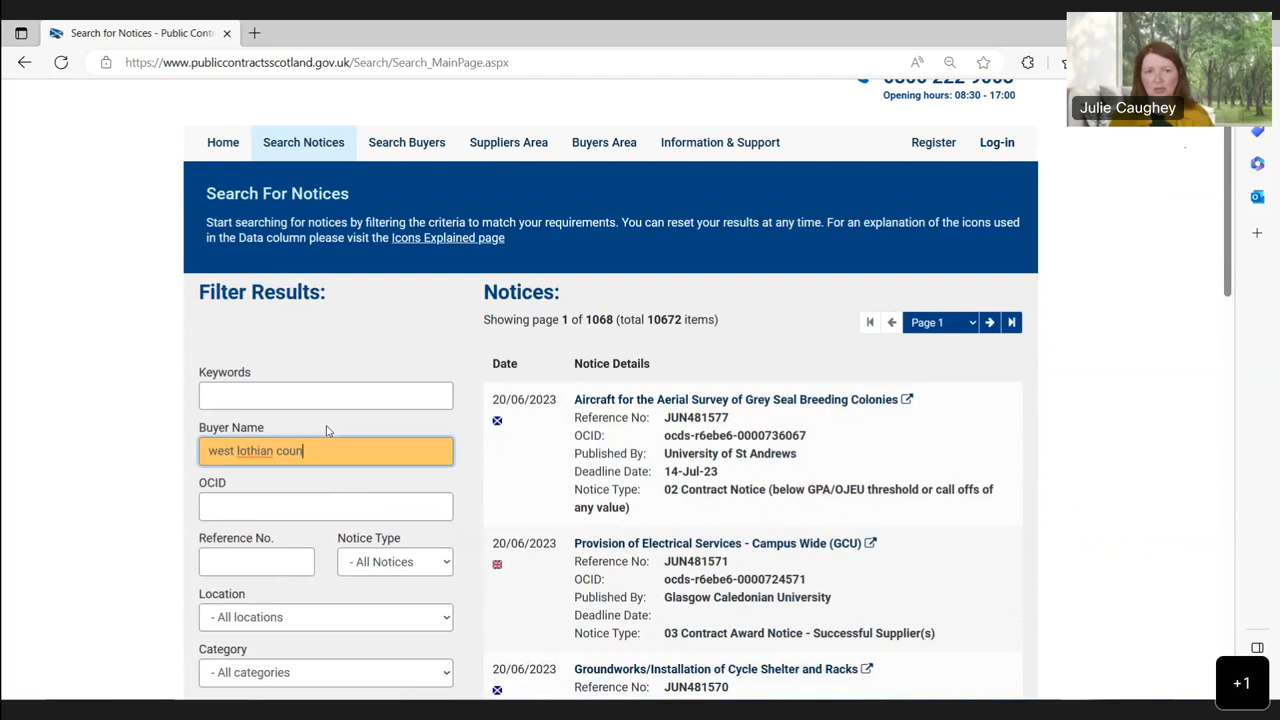 Search for Notices - Public Contr
https://www.publiccontractsscotland.gov.uk/Search/Search_MainPage.aspx
Opening hours: 08:30 - 17:00
Julie Caughey
Home Search Notices Search Buyers Suppliers Area Buyers Area Information & Support Register Log-in
Search For Notices
Start searching for notices by filtering the criteria to match your requirements. You can reset your results at any time. For an explanation of the icons used
in the Data column please visit the Icons Explained page
Filter Results:
Keywords
Buyer Name
west lothian coun
OCID
Reference No. Notice Type
- All Notices
Location
- All locations
Category
- All categories
Notices:
Showing page 1 of 1068 (total 10672 items)
Page 1
Date Notice Details
20/06/2023 Aircraft for the Aerial Survey of Grey Seal Breeding Colonies
Reference No: JUN481577
OCID: ocds-r6ebe6-0000736067
Published By: University of St Andrews
Deadline Date: 14-Jul-23
Notice Type: 02 Contract Notice (below GPA/OJEU threshold or call offs of
any value)
20/06/2023 Provision of Electrical Services - Campus Wide (GCU)
Reference No: JUN481571
OCID: ocds-r6ebe6-0000724571
Published By: Glasgow Caledonian University
Deadline Date:
Notice Type: 03 Contract Award Notice - Successful Supplier(s)
20/06/2023 Groundworks/Installation of Cycle Shelter and Racks
Reference No: JUN481570
+1